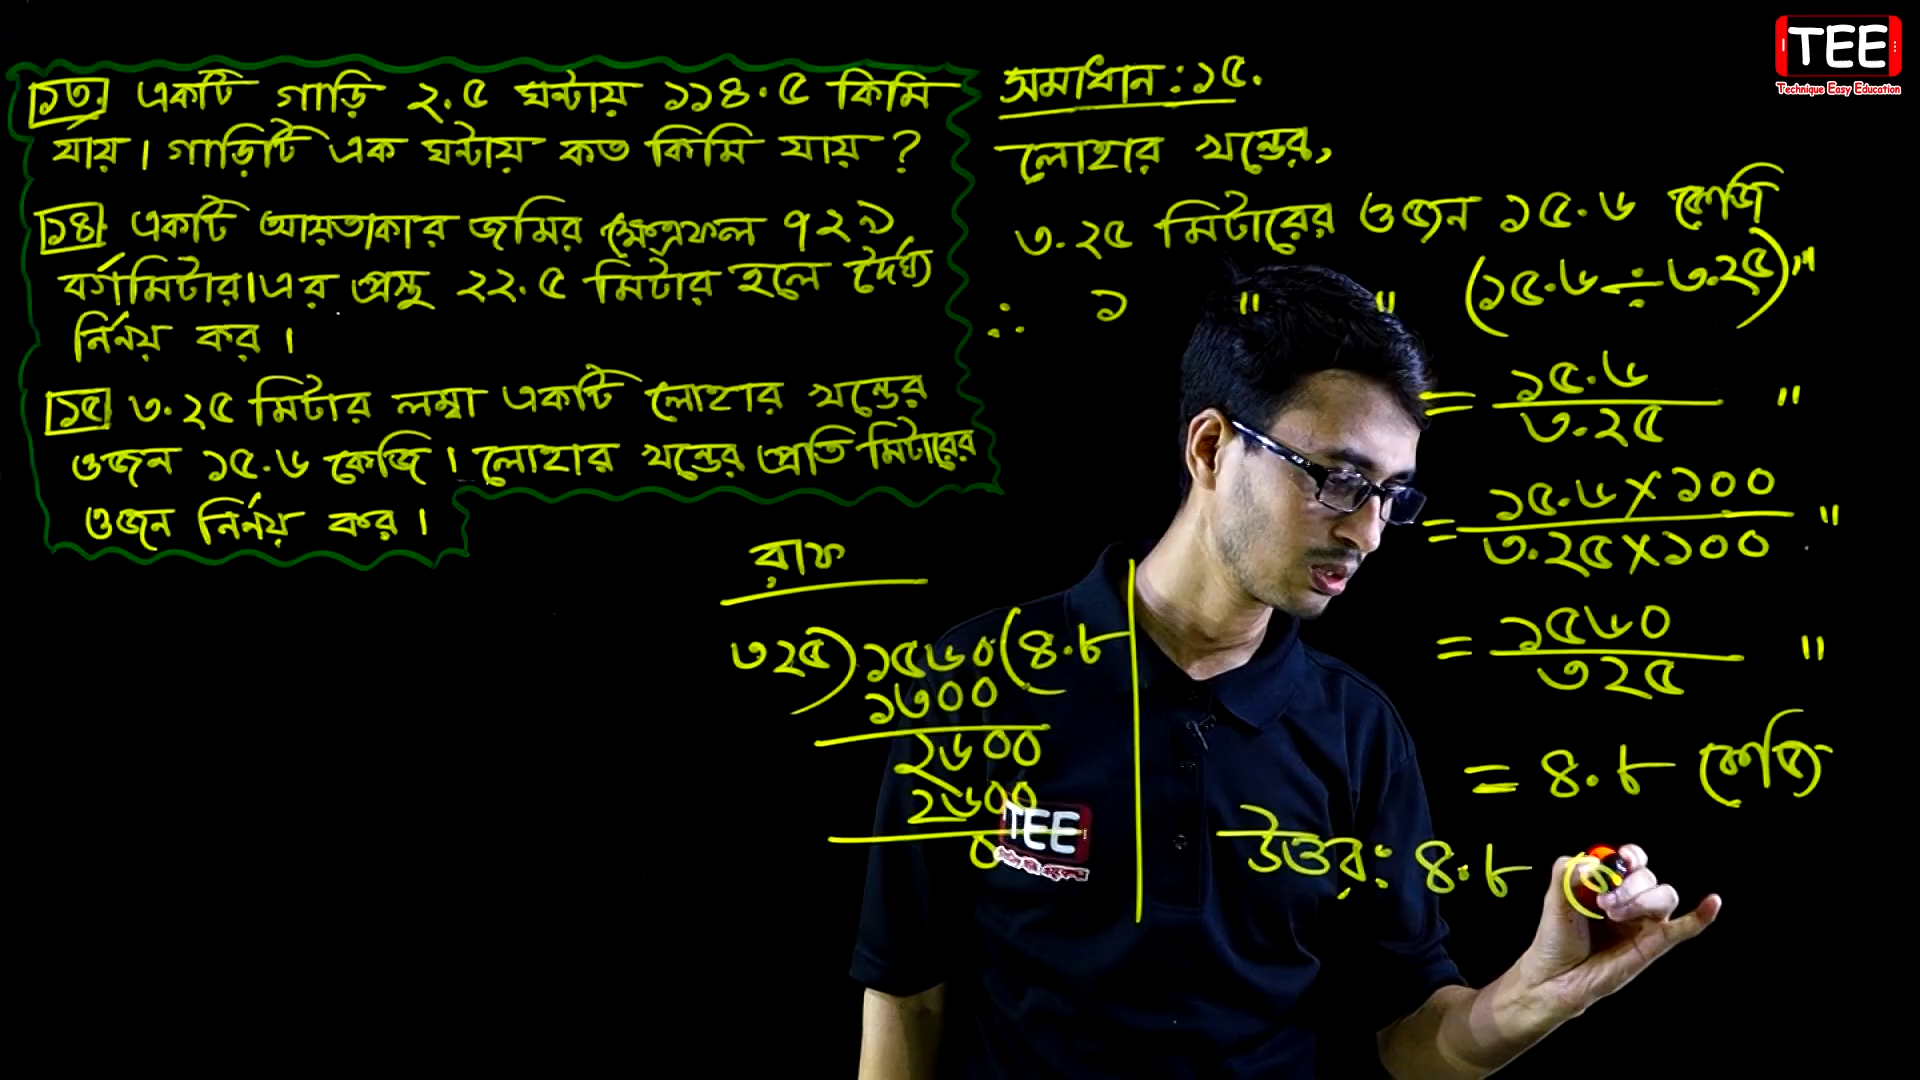 ১৩. একটি গাড়ি ২.৫ ঘন্টায় ১১৪.৫ কিমি
যায়। গাড়িটি এক ঘন্টায় কত কিমি যায়?
১৪. একটি আয়তাকার জমির ক্ষেত্রফল ৭২৯
বর্গমিটার। এর প্রস্থ ২২.৫ মিটার হলে দৈর্ঘ্য
নির্নয় কর।
১৫ ৩.২৫ মিটার লম্বা একটি লোহার খন্ডের
ওজন ১৫.৬ কেজি। লোহার খন্ডের প্রতি মিটারের
ওজন নির্নয় কর।
সমাধান: ১৫.
লোহার খন্ডের,
৩.২৫ মিটারের ওজন ১৫.৬ কেজি
∴ ১ " " (১৫.৬ ÷ ৩.২৫) "
= ১৫.৬ / ৩.২৫ "
= ১৫.৬ × ১০০ / ৩.২৫ × ১০০ "
= ১৫৬০ / ৩২৫ "
= ৪.৮ কেজি
উত্তর: ৪.৮
রাফ
৩২৫) ১৫৬০ (৪.৮
১৩০০
২৬০০
২৬০০
০
TEE
Technique Easy Education
TEE